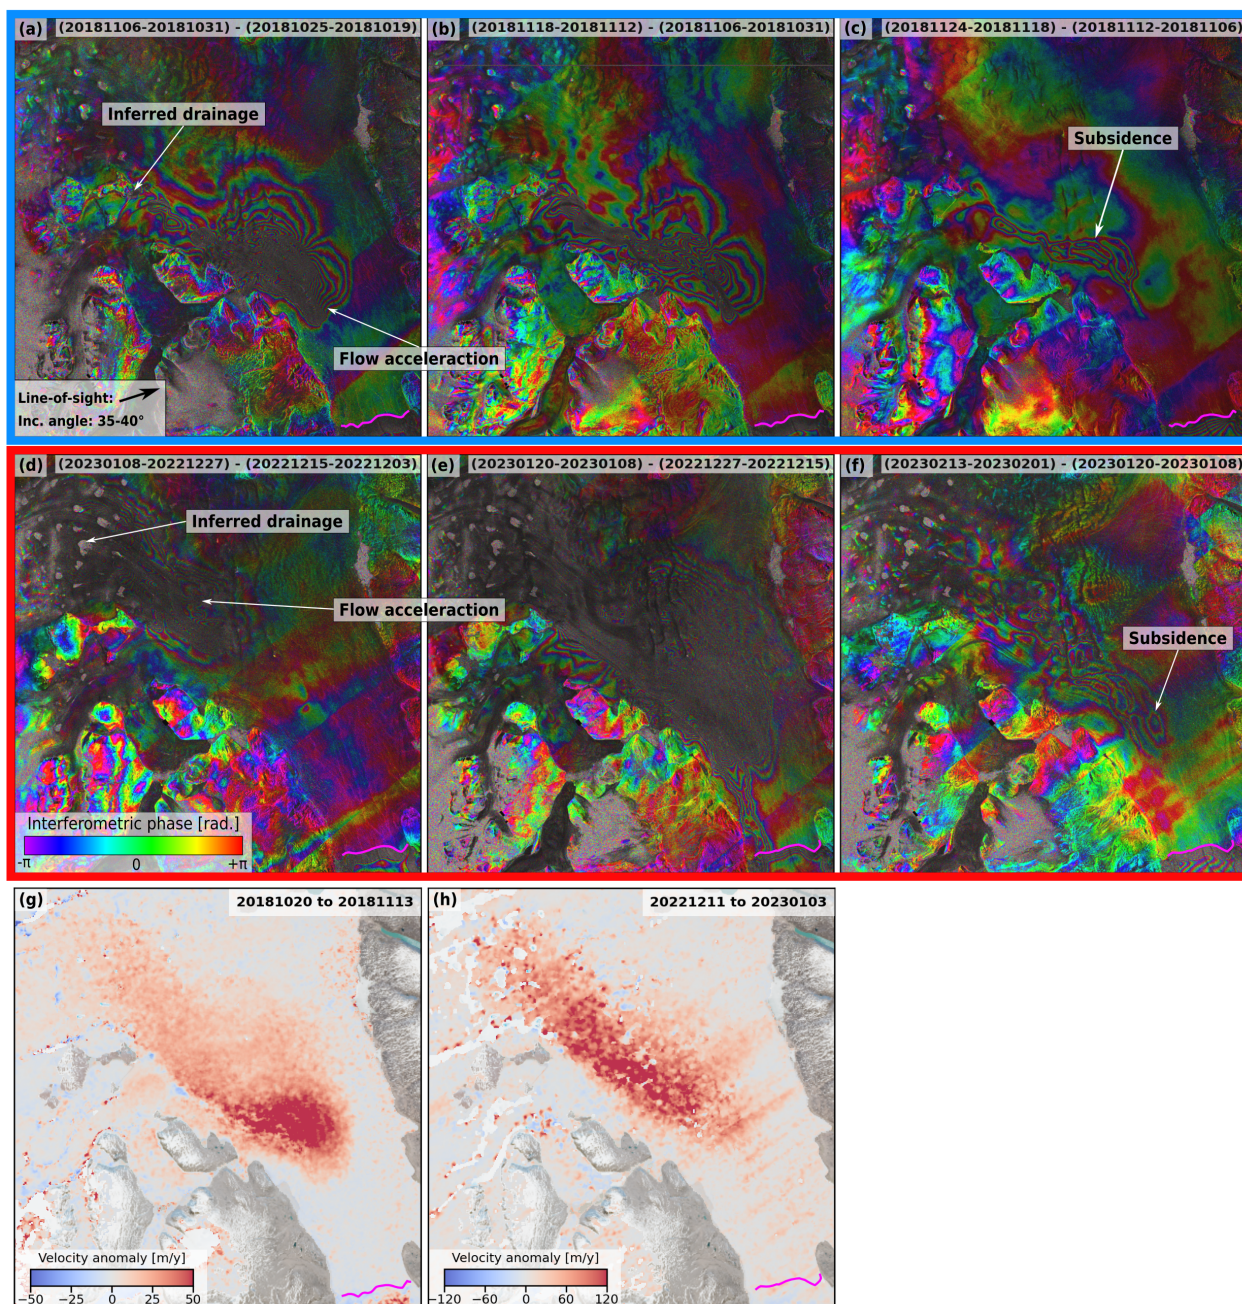 (a) (20181106-20181031) - (20181025-20181019)
(b) (20181118-20181112) - (20181106-20181031)
(c) (20181124-20181118) - (20181112-20181106)
Inferred drainage
Subsidence
Flow acceleraction
Line-of-sight:
Inc. angle: 35-40°
(d) (20230108-20221227) - (20221215-20221203)
(e) (20230120-20230108) - (20221227-20221215)
(f) (20230213-20230201) - (20230120-20230108)
Inferred drainage
Flow acceleraction
Subsidence
Interferometric phase [rad.]
-π 0 +π
(g) 20181020 to 20181113
(h) 20221211 to 20230103
Velocity anomaly [m/y]
−50 −25 0 25 50
Velocity anomaly [m/y]
−120 −60 0 60 120